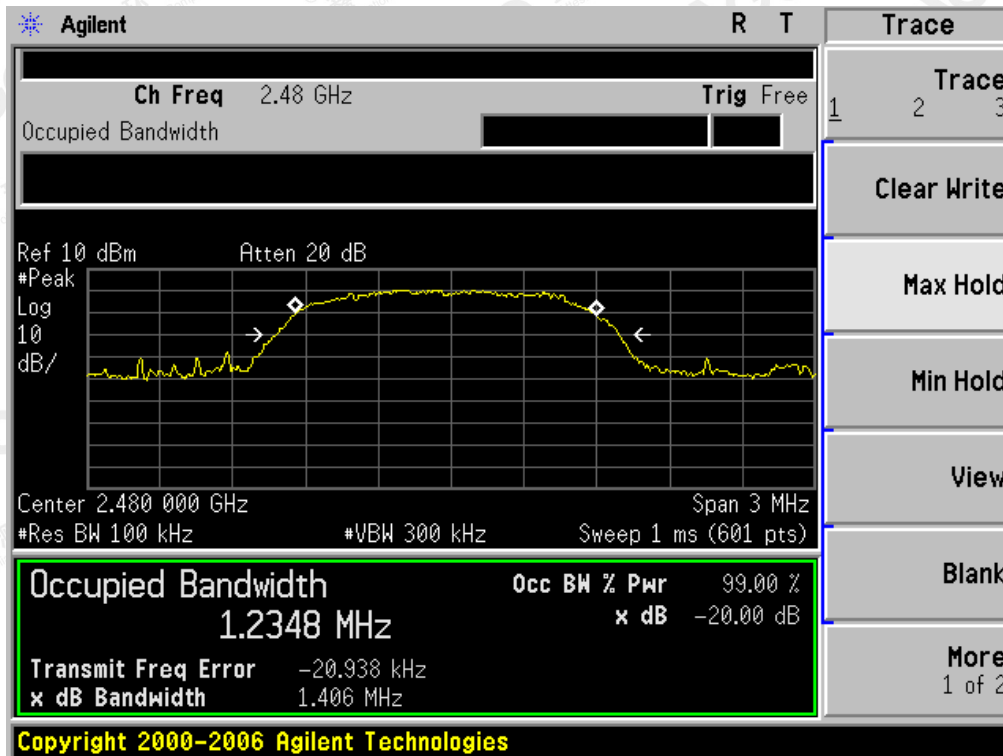 Agilent R T
Trace
Ch Freq 2.48 GHz Trig Free
Occupied Bandwidth
Trace
1 2 3
Clear Write
Max Hold
Min Hold
View
Blank
More
1 of 2
Ref 10 dBm Atten 20 dB
#Peak
Log
10
dB/
Center 2.480 000 GHz Span 3 MHz
#Res BW 100 kHz #VBW 300 kHz Sweep 1 ms (601 pts)
Occupied Bandwidth
1.2348 MHz
Occ BW % Pwr 99.00 %
x dB -20.00 dB
Transmit Freq Error -20.938 kHz
x dB Bandwidth 1.406 MHz
Copyright 2000-2006 Agilent Technologies